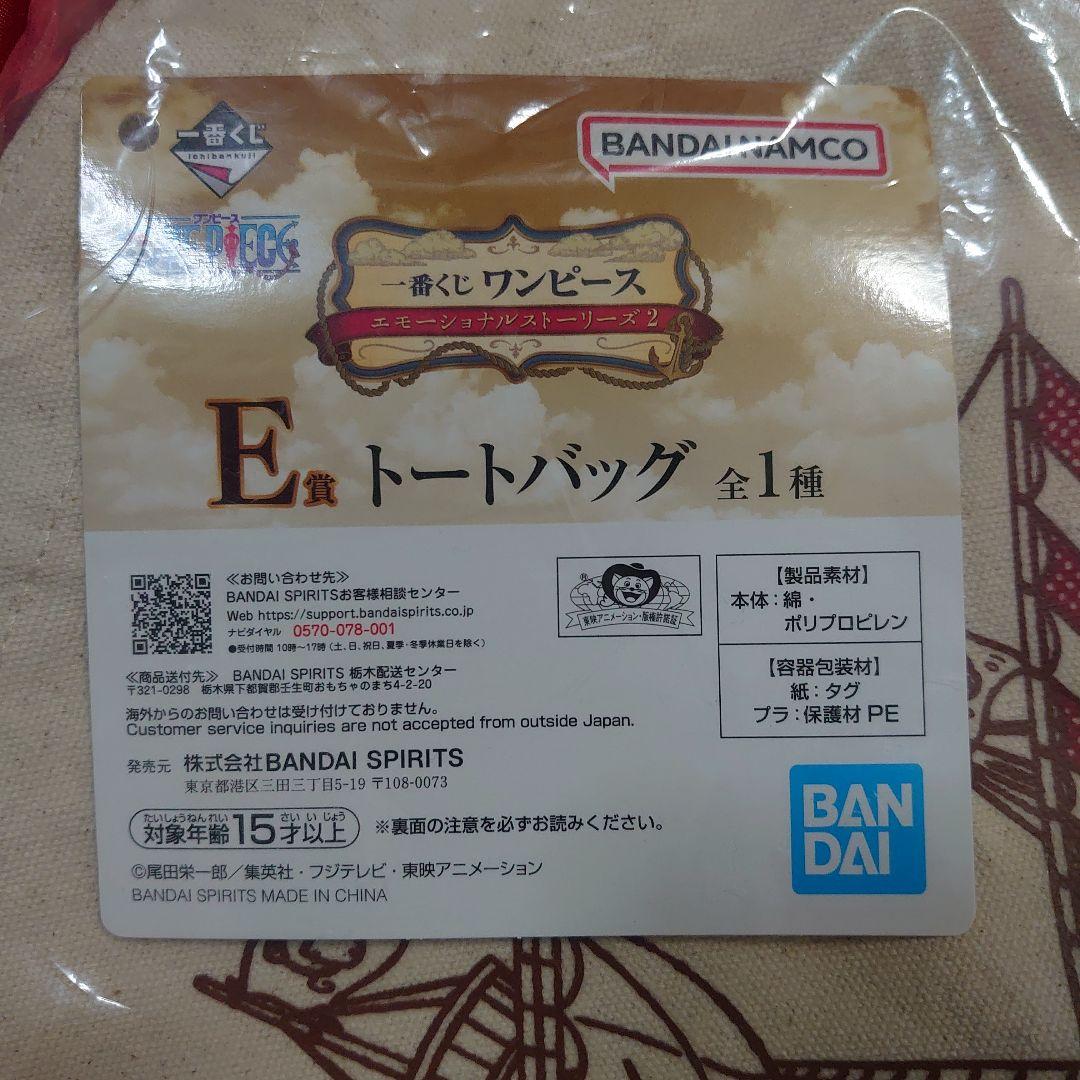 一番くじ
ichibankuji
BANDAI NAMCO
ワンピース
PIECE
一番くじ ワンピース
エモーショナルストーリーズ2
E賞 トートバッグ 全1種
≪お問い合わせ先≫
BANDAI SPIRITSお客様相談センター
Web https://support.bandaispirits.co.jp
ナビダイヤル 0570-078-001
●受付時間 10時〜17時 (土、日、祝日、夏季・冬季休業日を除く)
≪商品送付先≫ BANDAI SPIRITS 栃木配送センター
〒321-0298 栃木県下都賀郡壬生町おもちゃのまち4-2-20
海外からのお問い合わせは受け付けておりません。
Customer service inquiries are not accepted from outside Japan.
発売元 株式会社BANDAI SPIRITS
東京都港区三田三丁目5-19 〒108-0073
たいしょうねんれい さい いじょう
対象年齢15才以上
※裏面の注意を必ずお読みください。
©尾田栄一郎/集英社・フジテレビ・東映アニメーション
BANDAI SPIRITS MADE IN CHINA
®
東映アニメーション・版権許諾証
【製品素材】
本体:綿・
ポリプロピレン
【容器包装材】
紙:タグ
プラ:保護材 PE
BAN
DAI